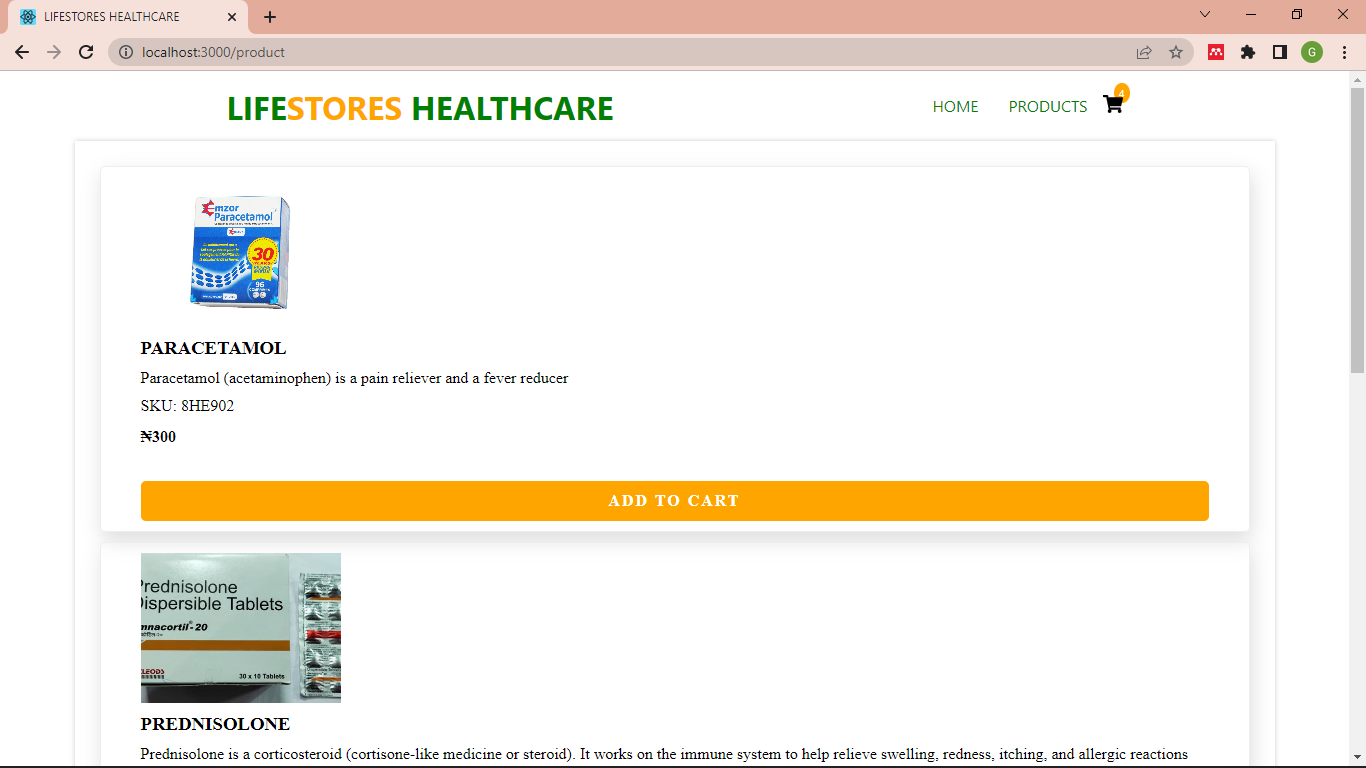 LIFESTORES HEALTHCARE
localhost:3000/product
G
LIFESTORES HEALTHCARE
HOME
PRODUCTS
4
Emzor
Paracetamol
30
96
PARACETAMOL
Paracetamol (acetaminophen) is a pain reliever and a fever reducer
SKU: 8HE902
₦300
ADD TO CART
Prednisolone
Dispersible Tablets
mnacortil®-20
CLEODS
30 x 10 Tablets
PREDNISOLONE
Prednisolone is a corticosteroid (cortisone-like medicine or steroid). It works on the immune system to help relieve swelling, redness, itching, and allergic reactions